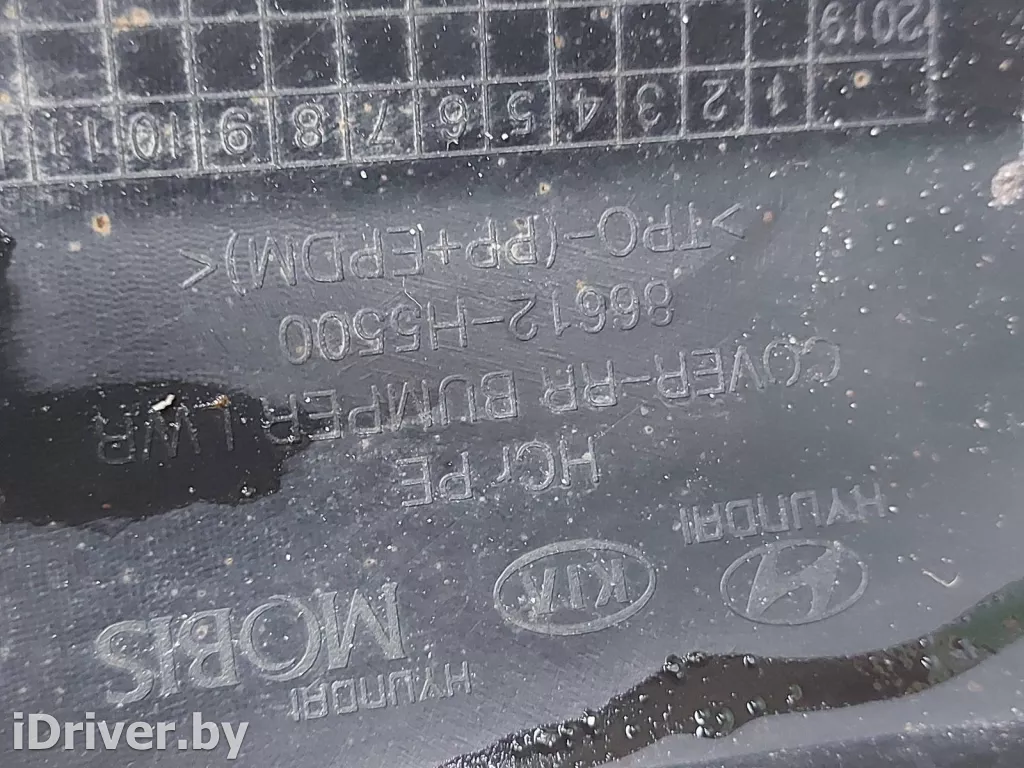 HYUNDAI KIA HYUNDAI MOBIS
HCr PE
COVER-RR BUMPER LWR
86612-H5500
>TPO-(PP+EPDM)<
1 2 3 4 5 6 7 8 9 10 11
2019
iDriver.by